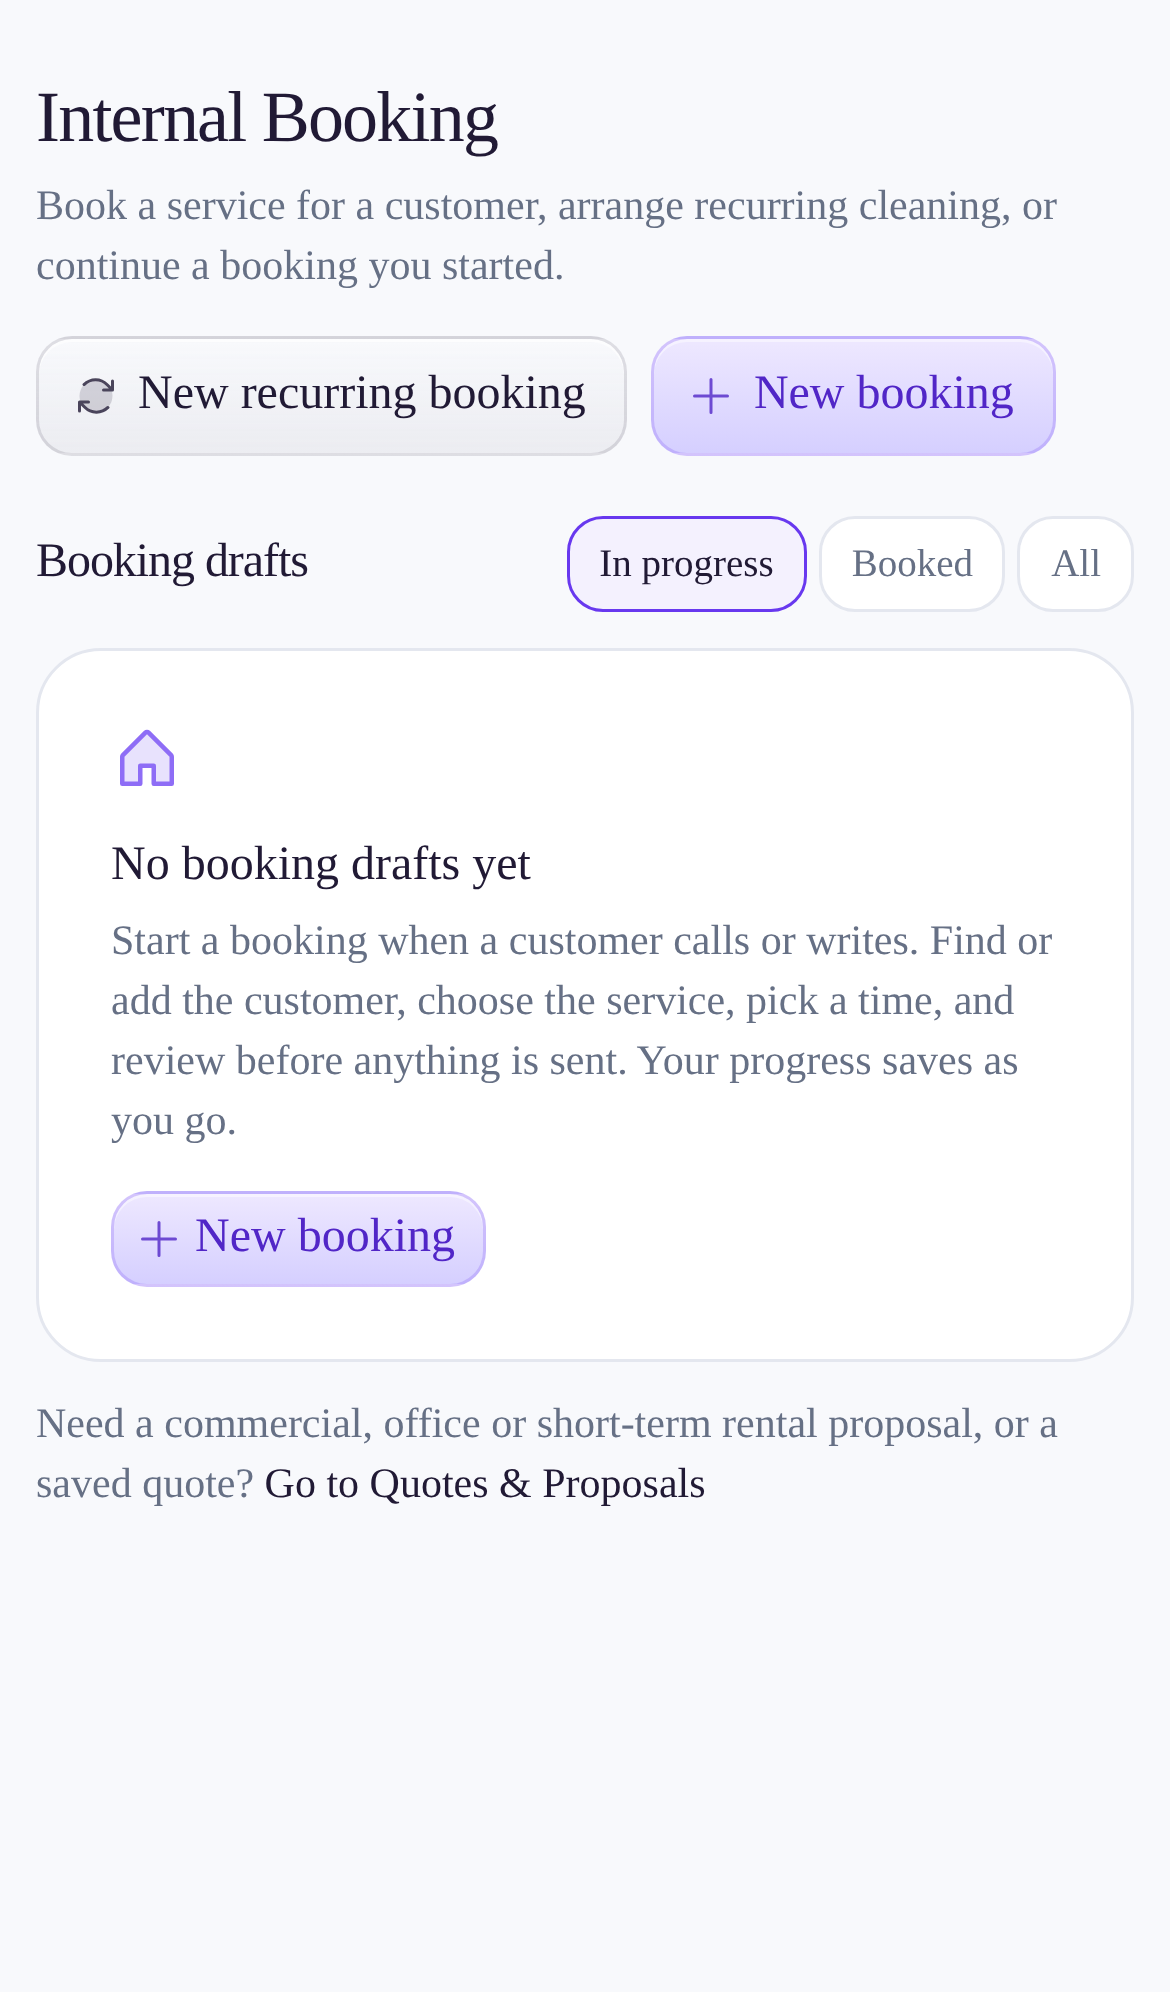 Internal Booking
Book a service for a customer, arrange recurring cleaning, or
continue a booking you started.
New recurring booking
New booking
Booking drafts
In progress
Booked
All
No booking drafts yet
Start a booking when a customer calls or writes. Find or
add the customer, choose the service, pick a time, and
review before anything is sent. Your progress saves as
you go.
New booking
Need a commercial, office or short-term rental proposal, or a
saved quote? Go to Quotes & Proposals